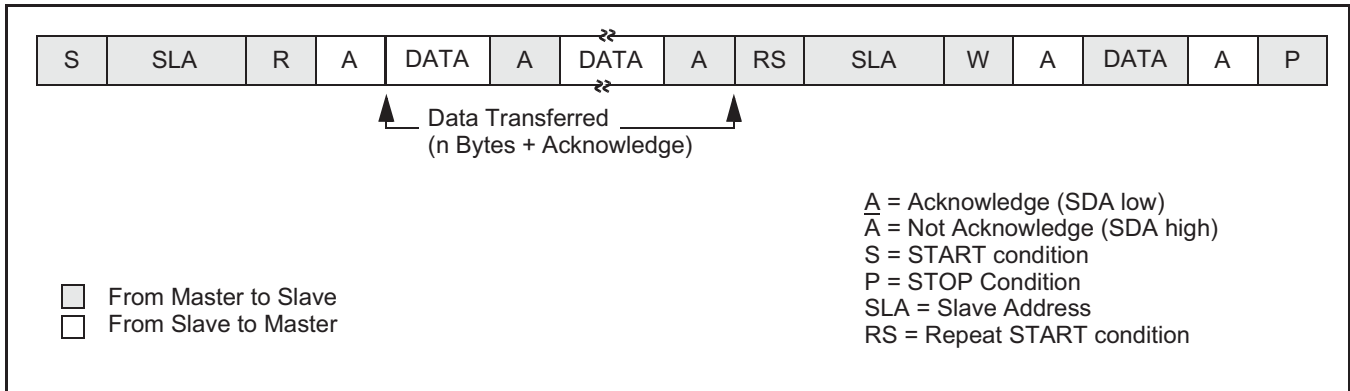 S SLA R A DATA A DATA A RS SLA W A DATA A P
Data Transferred
(n Bytes + Acknowledge)
A = Acknowledge (SDA low)
A̅ = Not Acknowledge (SDA high)
S = START condition
P = STOP Condition
SLA = Slave Address
RS = Repeat START condition
From Master to Slave
From Slave to Master